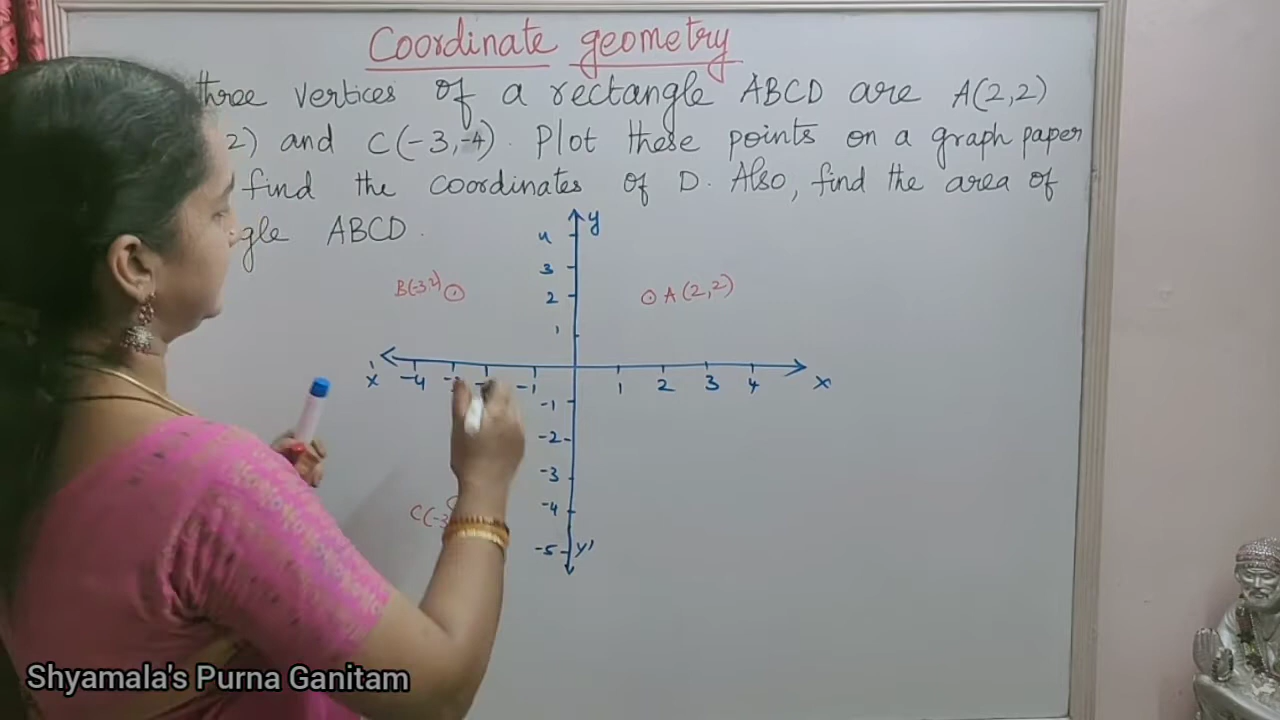 Coordinate geometry
three vertices of a rectangle ABCD are A(2,2)
2) and C(-3,-4). Plot these points on a graph paper
find the coordinates of D. Also, find the area of
gle ABCD.
y
4
3
B(-3,2) 2 A(2,2)
1
x' -4 -1 1 2 3 4 x
-1
-2
-3
C(-3 -4
-5 y'
Shyamala's Purna Ganitam